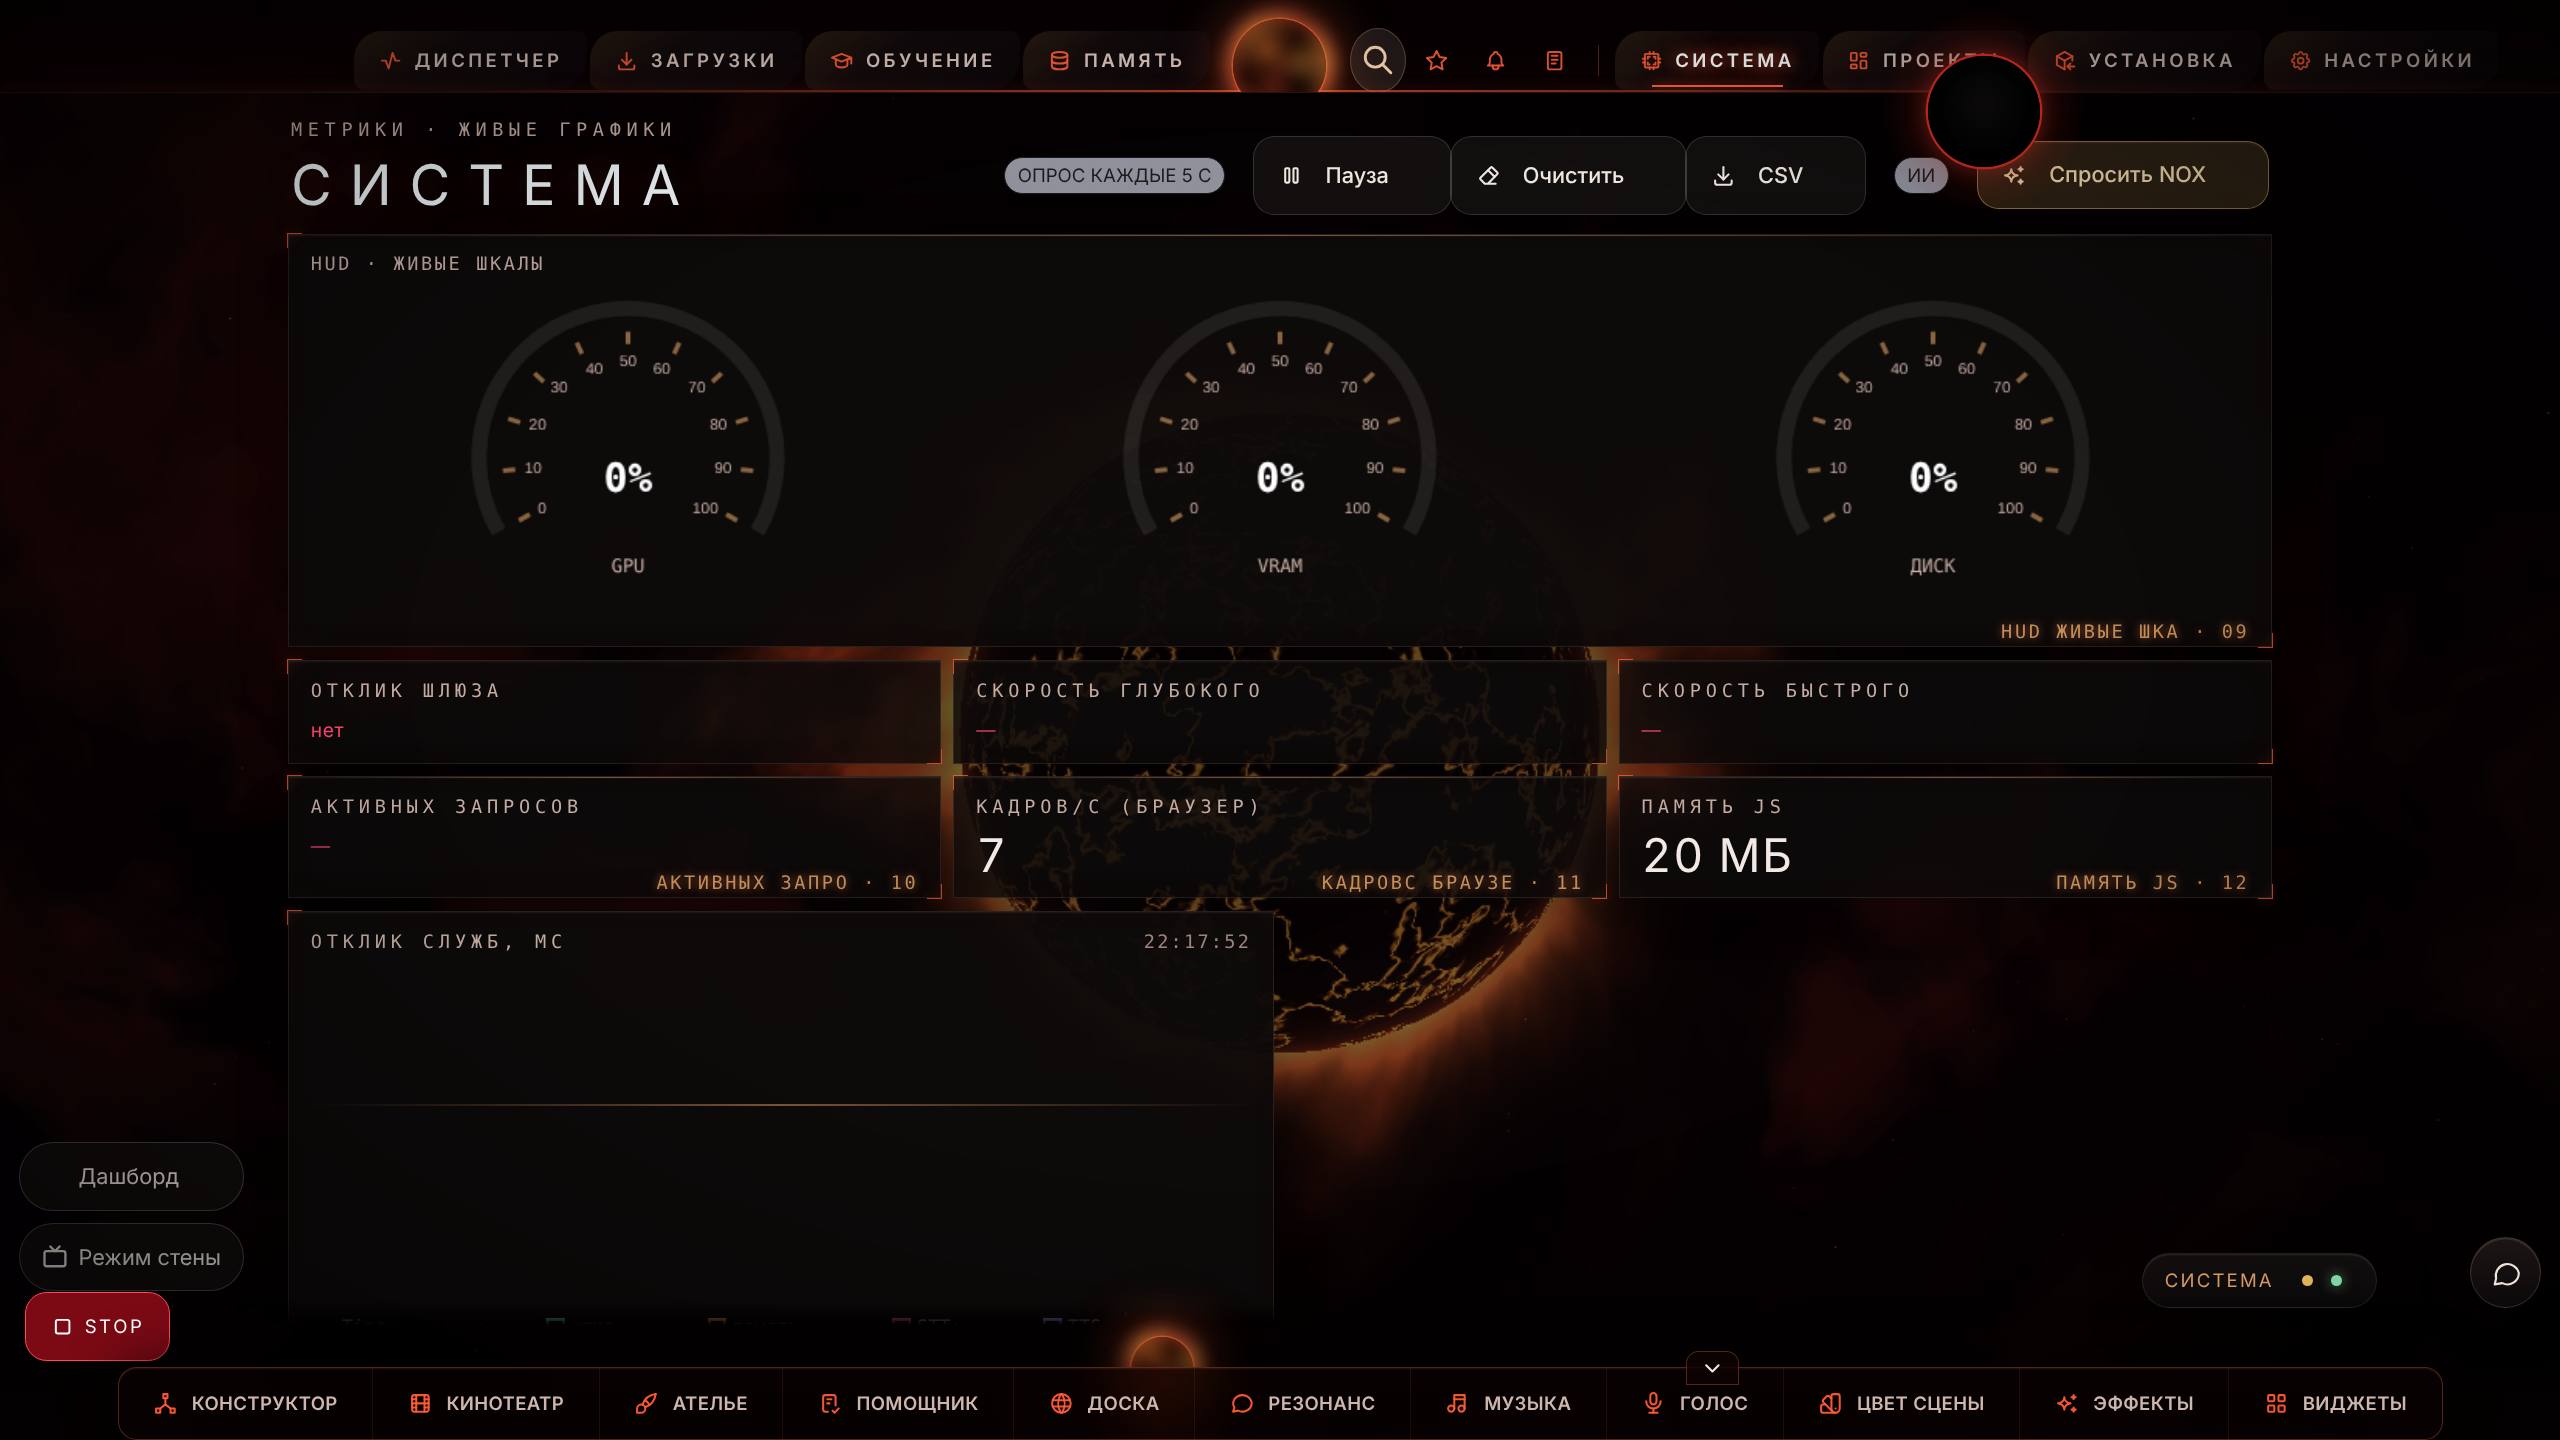 ДИСПЕТЧЕР ЗАГРУЗКИ ОБУЧЕНИЕ ПАМЯТЬ СИСТЕМА УСТАНОВКА НАСТРОЙКИ
МЕТРИКИ · ЖИВЫЕ ГРАФИКИ
СИСТЕМА
ОПРОС КАЖДЫЕ 5 С Пауза Очистить CSV ИИ Спросить NOX
HUD · ЖИВЫЕ ШКАЛЫ
0 10 20 30 40 50 60 70 80 90 100
0%
GPU
0 10 20 30 40 50 60 70 80 90 100
0%
VRAM
0 10 20 30 40 50 60 70 80 90 100
0%
ДИСК
HUD ЖИВЫЕ ШКА · 09
ОТКЛИК ШЛЮЗА
нет
СКОРОСТЬ ГЛУБОКОГО
—
СКОРОСТЬ БЫСТРОГО
—
АКТИВНЫХ ЗАПРОСОВ
—
АКТИВНЫХ ЗАПРО · 10
КАДРОВ/С (БРАУЗЕР)
7
КАДРОВС БРАУЗЕ · 11
ПАМЯТЬ JS
20 МБ
ПАМЯТЬ JS · 12
ОТКЛИК СЛУЖБ, МС 22:17:52
Дашборд
Режим стены
STOP
СИСТЕМА
КОНСТРУКТОР КИНОТЕАТР АТЕЛЬЕ ПОМОЩНИК ДОСКА РЕЗОНАНС МУЗЫКА ГОЛОС ЦВЕТ СЦЕНЫ ЭФФЕКТЫ ВИДЖЕТЫ